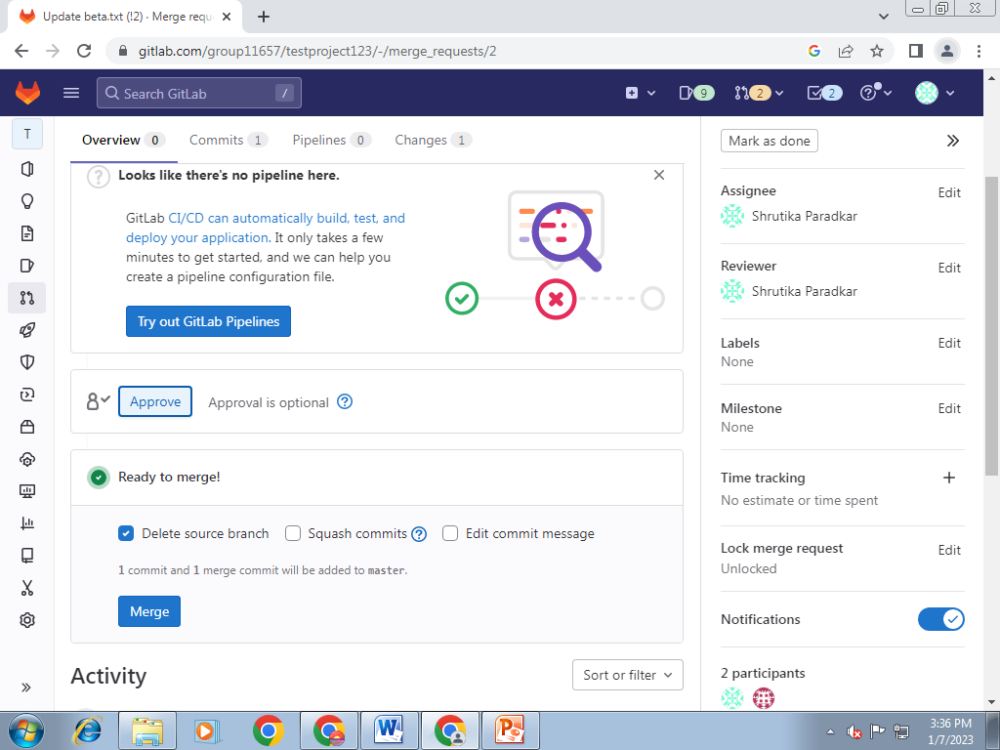 Update beta.txt (!2) · Merge requ
gitlab.com/group11657/testproject123/-/merge_requests/2
Search GitLab /
9
2
2
T
Overview 0 Commits 1 Pipelines 0 Changes 1
Looks like there's no pipeline here.
GitLab CI/CD can automatically build, test, and
deploy your application. It only takes a few
minutes to get started, and we can help you
create a pipeline configuration file.
Try out GitLab Pipelines
Approve Approval is optional
Ready to merge!
Delete source branch Squash commits Edit commit message
1 commit and 1 merge commit will be added to master.
Merge
Activity
Sort or filter
Mark as done
Assignee Edit
Shrutika Paradkar
Reviewer Edit
Shrutika Paradkar
Labels Edit
None
Milestone Edit
None
Time tracking
No estimate or time spent
Lock merge request Edit
Unlocked
Notifications
2 participants
3:36 PM
1/7/2023